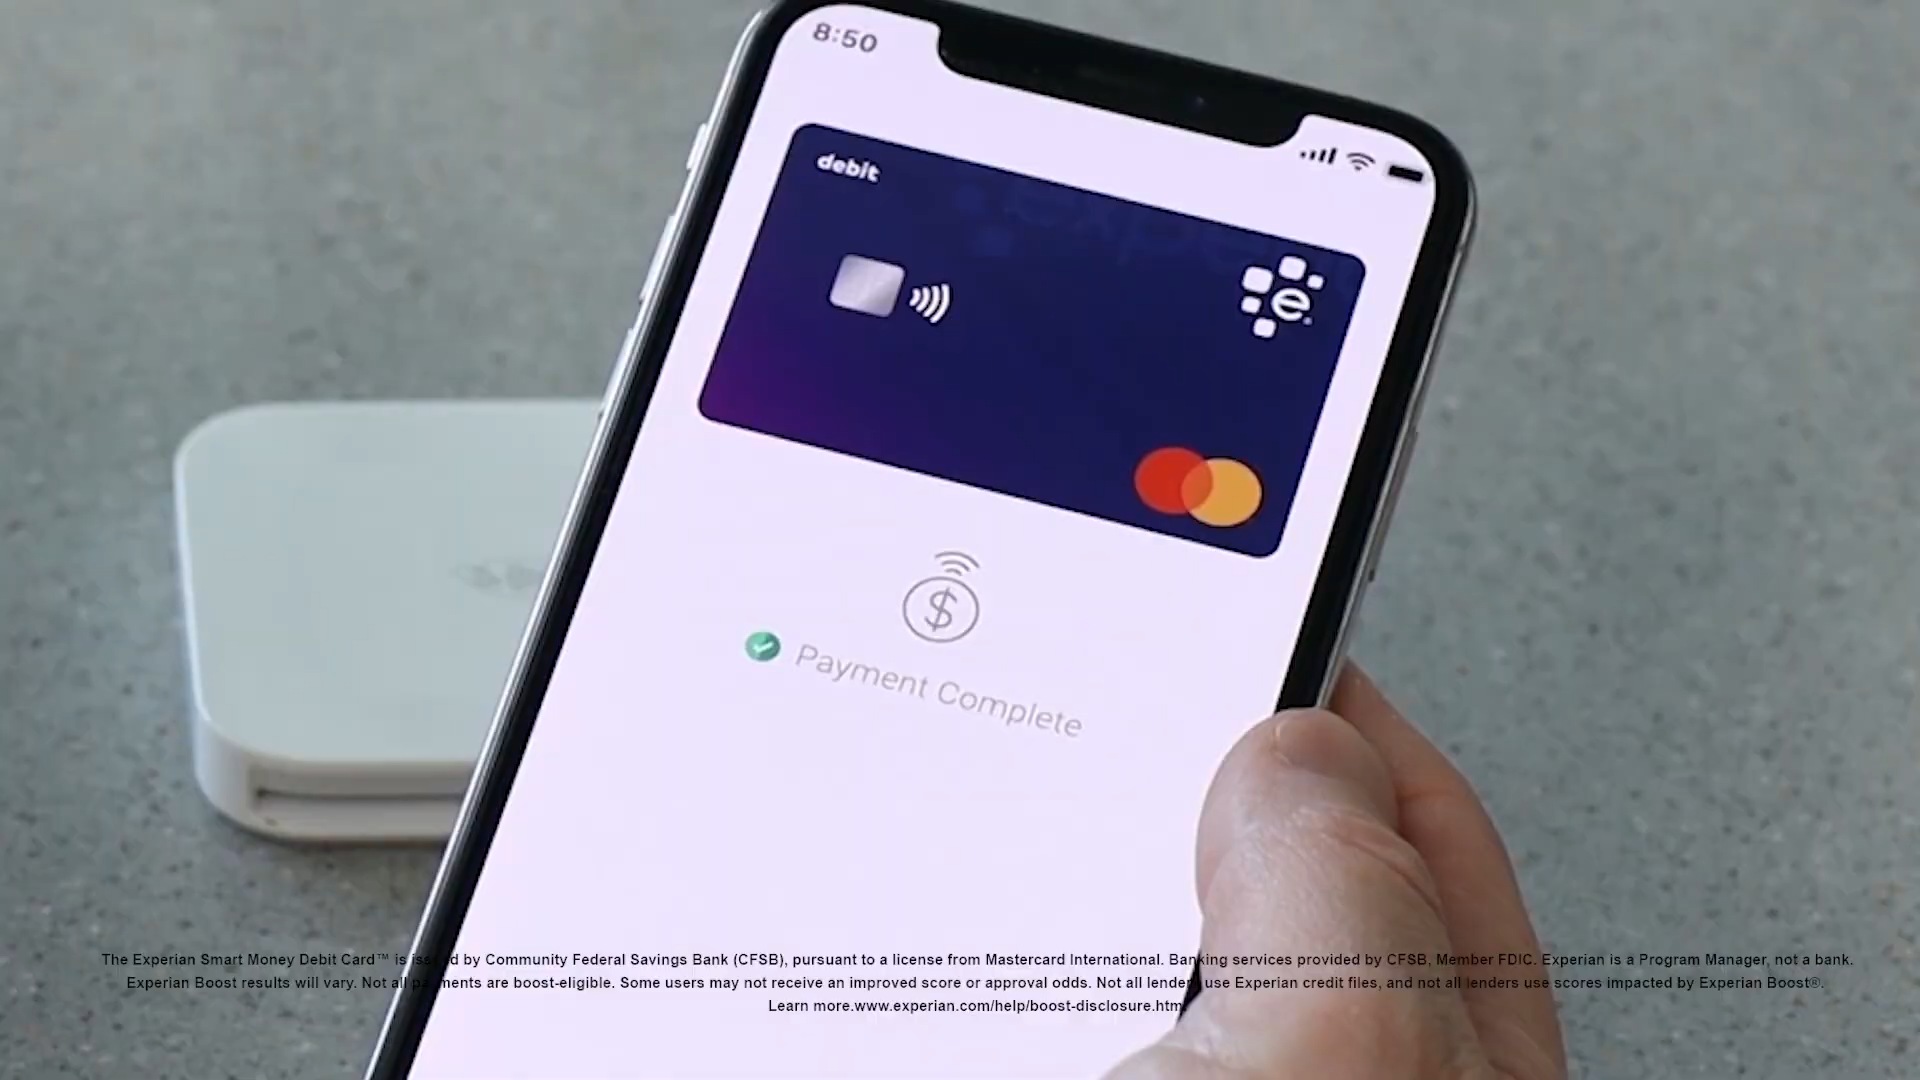 8:50
debit
e
$
Payment Complete
The Experian Smart Money Debit Card™ is issued by Community Federal Savings Bank (CFSB), pursuant to a license from Mastercard International. Banking services provided by CFSB, Member FDIC. Experian is a Program Manager, not a bank.
Experian Boost results will vary. Not all payments are boost-eligible. Some users may not receive an improved score or approval odds. Not all lenders use Experian credit files, and not all lenders use scores impacted by Experian Boost®.
Learn more.www.experian.com/help/boost-disclosure.html